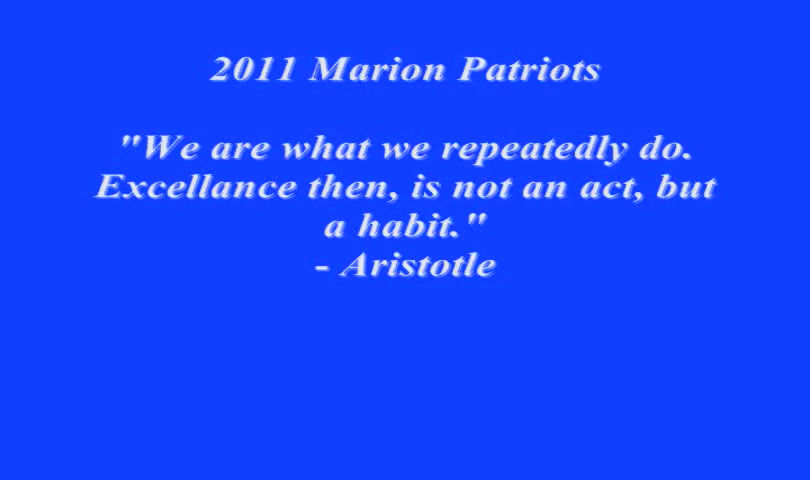 2011 Marion Patriots
"We are what we repeatedly do.
Excellance then, is not an act, but
a habit."
- Aristotle